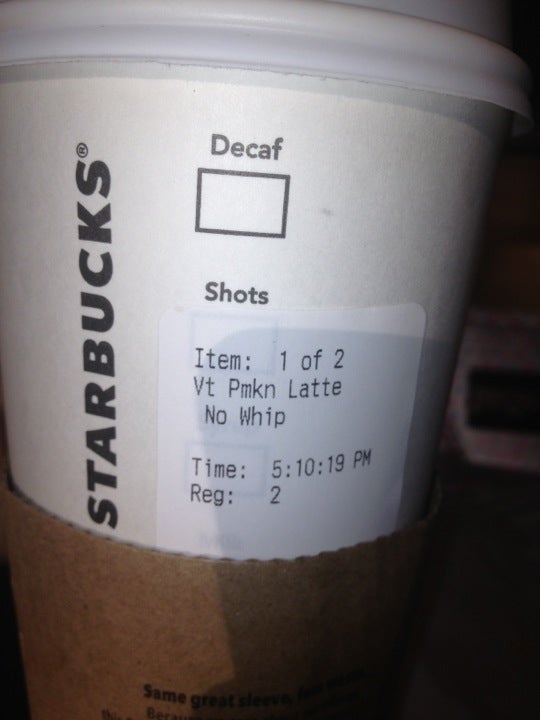 STARBUCKS®
Decaf
Shots
Item: 1 of 2
Vt Pmkn Latte
No Whip
Time: 5:10:19 PM
Reg: 2
Same great sleeve,